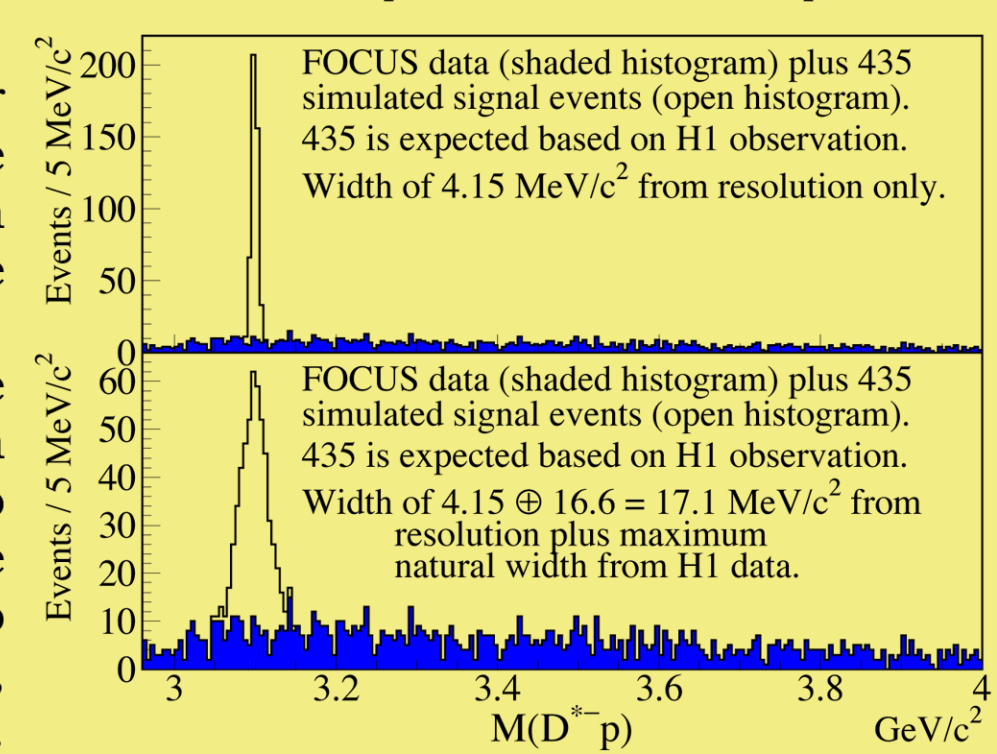 Events / 5 MeV/c²
200
150
100
50
0
FOCUS data (shaded histogram) plus 435
simulated signal events (open histogram).
435 is expected based on H1 observation.
Width of 4.15 MeV/c² from resolution only.
Events / 5 MeV/c²
60
50
40
30
20
10
0
FOCUS data (shaded histogram) plus 435
simulated signal events (open histogram).
435 is expected based on H1 observation.
Width of 4.15 ⊕ 16.6 = 17.1 MeV/c² from
resolution plus maximum
natural width from H1 data.
3 3.2 3.4 3.6 3.8 4
M(D*⁻p) GeV/c²